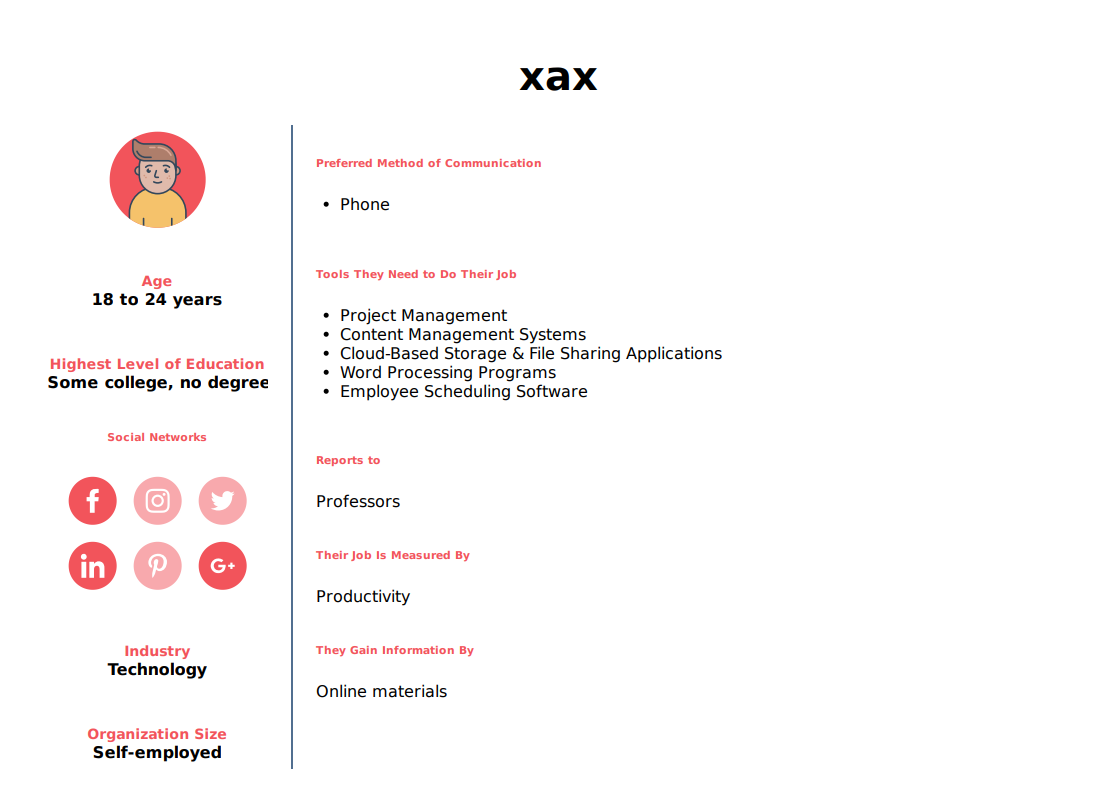 xax
Age
18 to 24 years
Highest Level of Education
Some college, no degree
Social Networks
f
in
G+
Industry
Technology
Organization Size
Self-employed
Preferred Method of Communication
• Phone
Tools They Need to Do Their Job
• Project Management
• Content Management Systems
• Cloud-Based Storage & File Sharing Applications
• Word Processing Programs
• Employee Scheduling Software
Reports to
Professors
Their Job Is Measured By
Productivity
They Gain Information By
Online materials